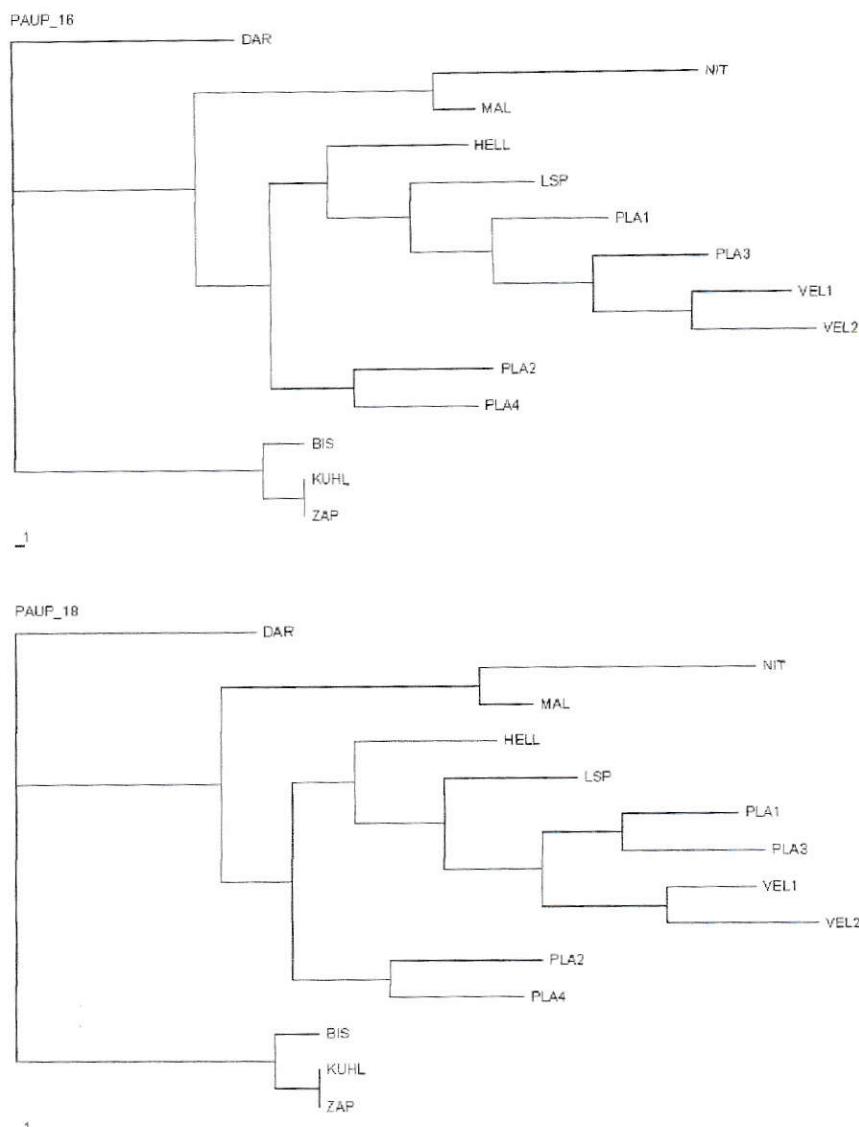 PAUP_16
DAR
NIT
MAL
HELL
LSP
PLA1
PLA3
VEL1
VEL2
PLA2
PLA4
BIS
KUHL
ZAP
1
PAUP_18
DAR
NIT
MAL
HELL
LSP
PLA1
PLA3
VEL1
VEL2
PLA2
PLA4
BIS
KUHL
ZAP